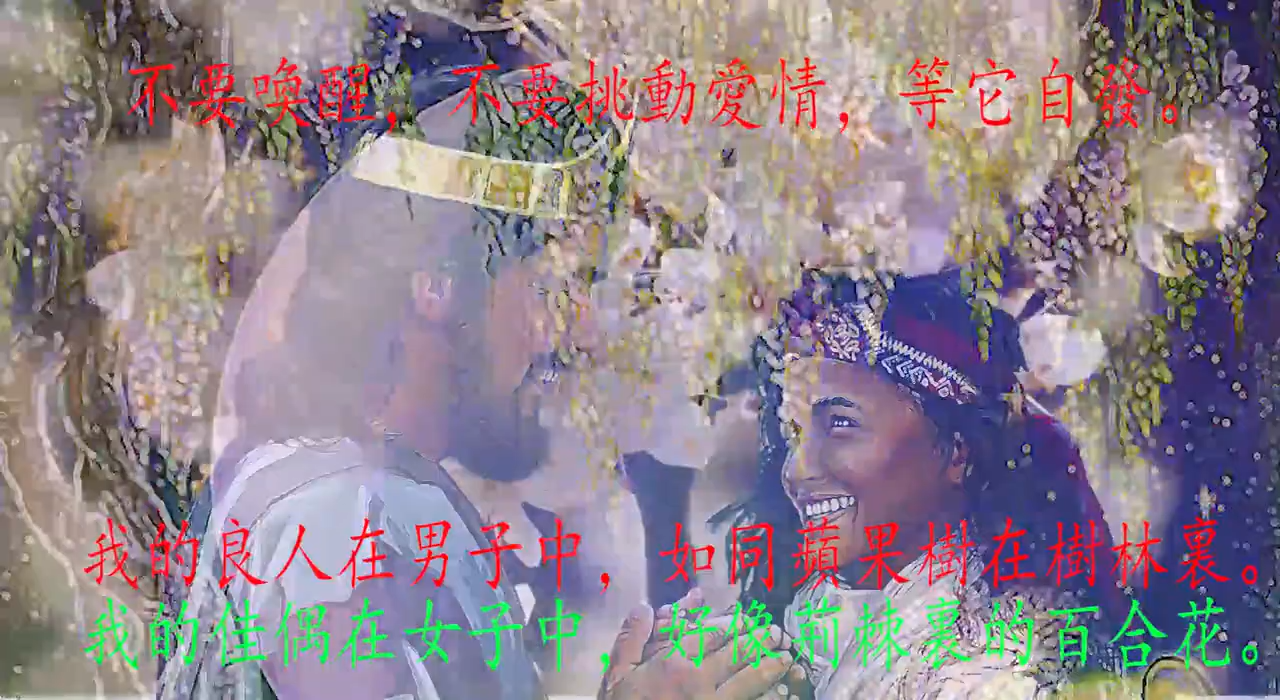 不要喚醒，不要挑動愛情，等它自發。
我的良人在男子中，如同蘋果樹在樹林裏。
我的佳偶在女子中，好像荊棘裏的百合花。